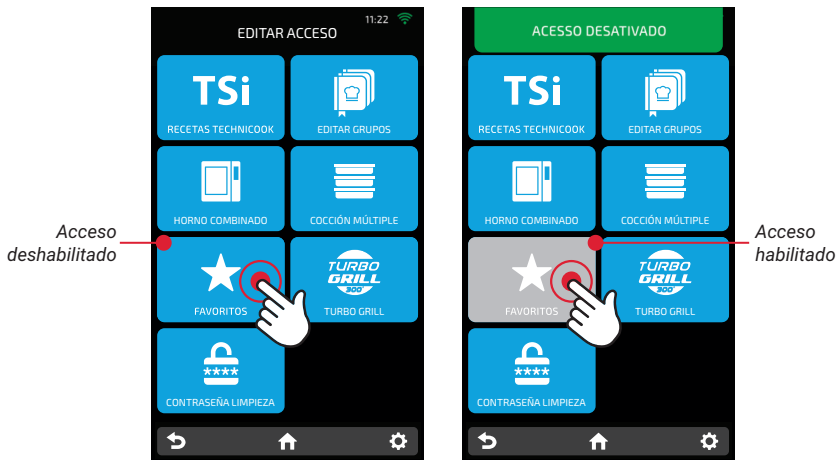 EDITAR ACCESO
11:22
TSi
RECETAS TECHNICOOK
EDITAR GRUPOS
HORNO COMBINADO
COCCIÓN MÚLTIPLE
Acceso
deshabilitado
FAVORITOS
TURBO
GRILL
300°
TURBO GRILL
****
CONTRASEÑA LIMPIEZA
ACESSO DESATIVADO
TSi
RECETAS TECHNICOOK
EDITAR GRUPOS
HORNO COMBINADO
COCCIÓN MÚLTIPLE
FAVORITOS
TURBO
GRILL
300°
TURBO GRILL
Acceso
habilitado
****
CONTRASEÑA LIMPIEZA